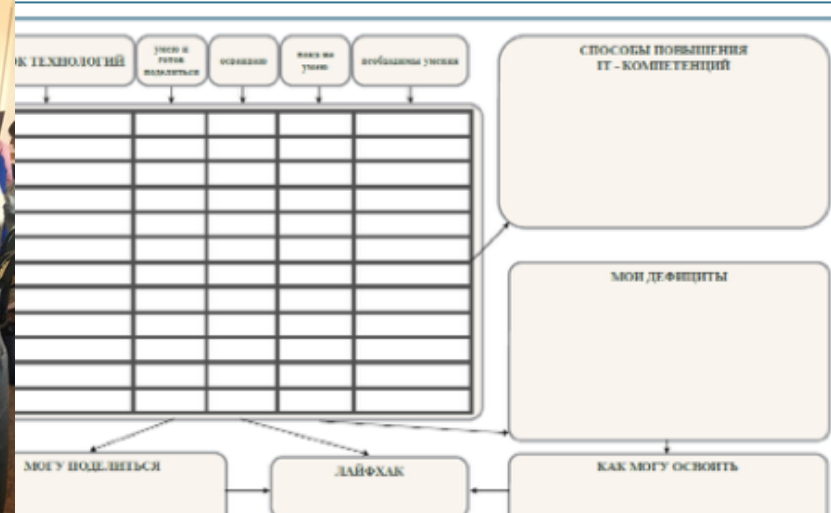 ОК ТЕХНОЛОГИЙ
умею и
готов
поделиться
осваиваю
пока не
умею
необходимы умения
СПОСОБЫ ПОВЫШЕНИЯ
IT - КОМПЕТЕНЦИЙ
МОИ ДЕФИЦИТЫ
МОГУ ПОДЕЛИТЬСЯ
ЛАЙФХАК
КАК МОГУ ОСВОИТЬ